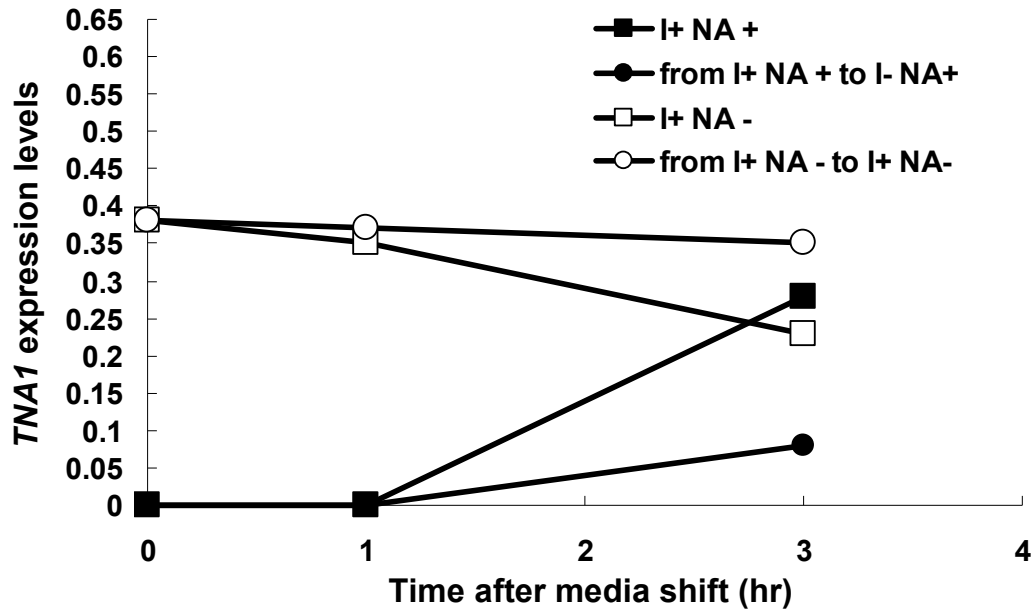 0.65
0.6
0.55
0.5
0.45
0.4
0.35
0.3
0.25
0.2
0.15
0.1
0.05
0
TNA1 expression levels
I+ NA +
from I+ NA + to I- NA+
I+ NA -
from I+ NA - to I+ NA-
0 1 2 3 4
Time after media shift (hr)